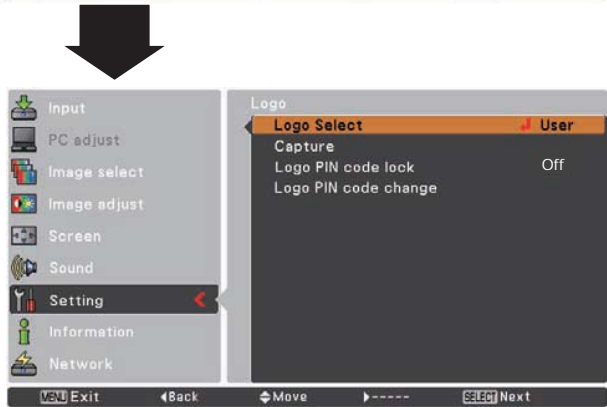 Input
PC adjust
Image select
Image adjust
Screen
Sound
Setting
Information
Network
Logo
Logo Select User
Capture
Logo PIN code lock Off
Logo PIN code change
MENU Exit ◀Back ◆Move ▶----- SELECT Next